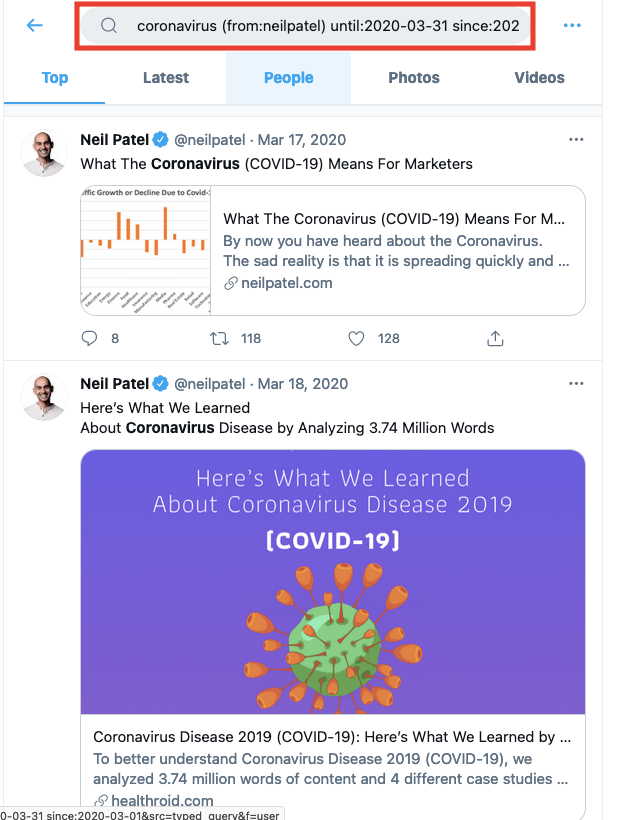 coronavirus (from:neilpatel) until:2020-03-31 since:202
Top Latest People Photos Videos
Neil Patel @neilpatel · Mar 17, 2020
What The Coronavirus (COVID-19) Means For Marketers
ffic Growth or Decline Due to Covid-
What The Coronavirus (COVID-19) Means For M...
By now you have heard about the Coronavirus.
The sad reality is that it is spreading quickly and ...
neilpatel.com
8 118 128
Neil Patel @neilpatel · Mar 18, 2020
Here's What We Learned
About Coronavirus Disease by Analyzing 3.74 Million Words
Here's What We Learned
About Coronavirus Disease 2019
[COVID-19]
Coronavirus Disease 2019 (COVID-19): Here's What We Learned by ...
To better understand Coronavirus Disease 2019 (COVID-19), we
analyzed 3.74 million words of content and 4 different case studies ...
healthroid.com
0-03-31 since:2020-03-01&src=typed_query&f=user